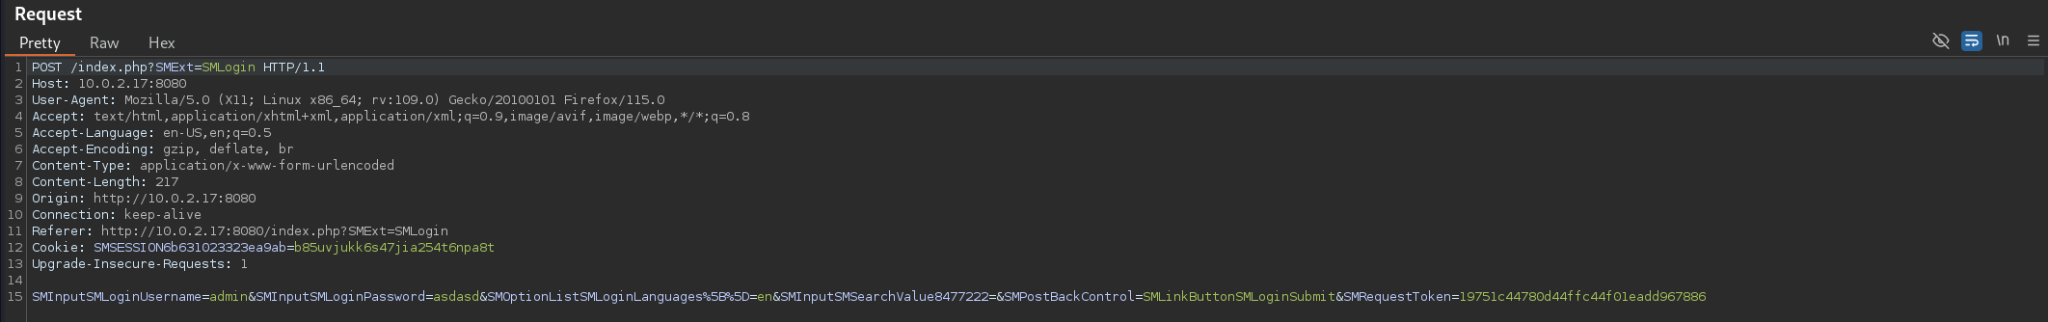 Request
Pretty Raw Hex \n
1 POST /index.php?SMExt=SMLogin HTTP/1.1
2 Host: 10.0.2.17:8080
3 User-Agent: Mozilla/5.0 (X11; Linux x86_64; rv:109.0) Gecko/20100101 Firefox/115.0
4 Accept: text/html,application/xhtml+xml,application/xml;q=0.9,image/avif,image/webp,*/*;q=0.8
5 Accept-Language: en-US,en;q=0.5
6 Accept-Encoding: gzip, deflate, br
7 Content-Type: application/x-www-form-urlencoded
8 Content-Length: 217
9 Origin: http://10.0.2.17:8080
10 Connection: keep-alive
11 Referer: http://10.0.2.17:8080/index.php?SMExt=SMLogin
12 Cookie: SMSESSION6b631023323ea9ab=b85uvjukk6s47jia254t6npa8t
13 Upgrade-Insecure-Requests: 1
14
15 SMInputSMLoginUsername=admin&SMInputSMLoginPassword=asdasd&SMOptionListSMLoginLanguages%5B%5D=en&SMInputSMSearchValue8477222=&SMPostBackControl=SMLinkButtonSMLoginSubmit&SMRequestToken=19751c44780d44ffc44f01eadd967886